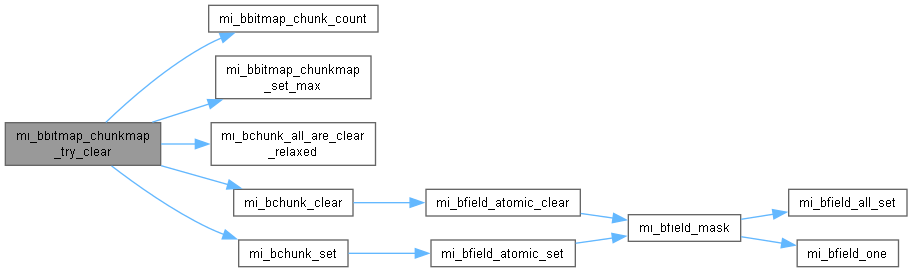 mi_bbitmap_chunk_count
mi_bbitmap_chunkmap
_set_max
mi_bbitmap_chunkmap
_try_clear
mi_bchunk_all_are_clear
_relaxed
mi_bchunk_clear
mi_bfield_atomic_clear
mi_bfield_all_set
mi_bfield_mask
mi_bchunk_set
mi_bfield_atomic_set
mi_bfield_one